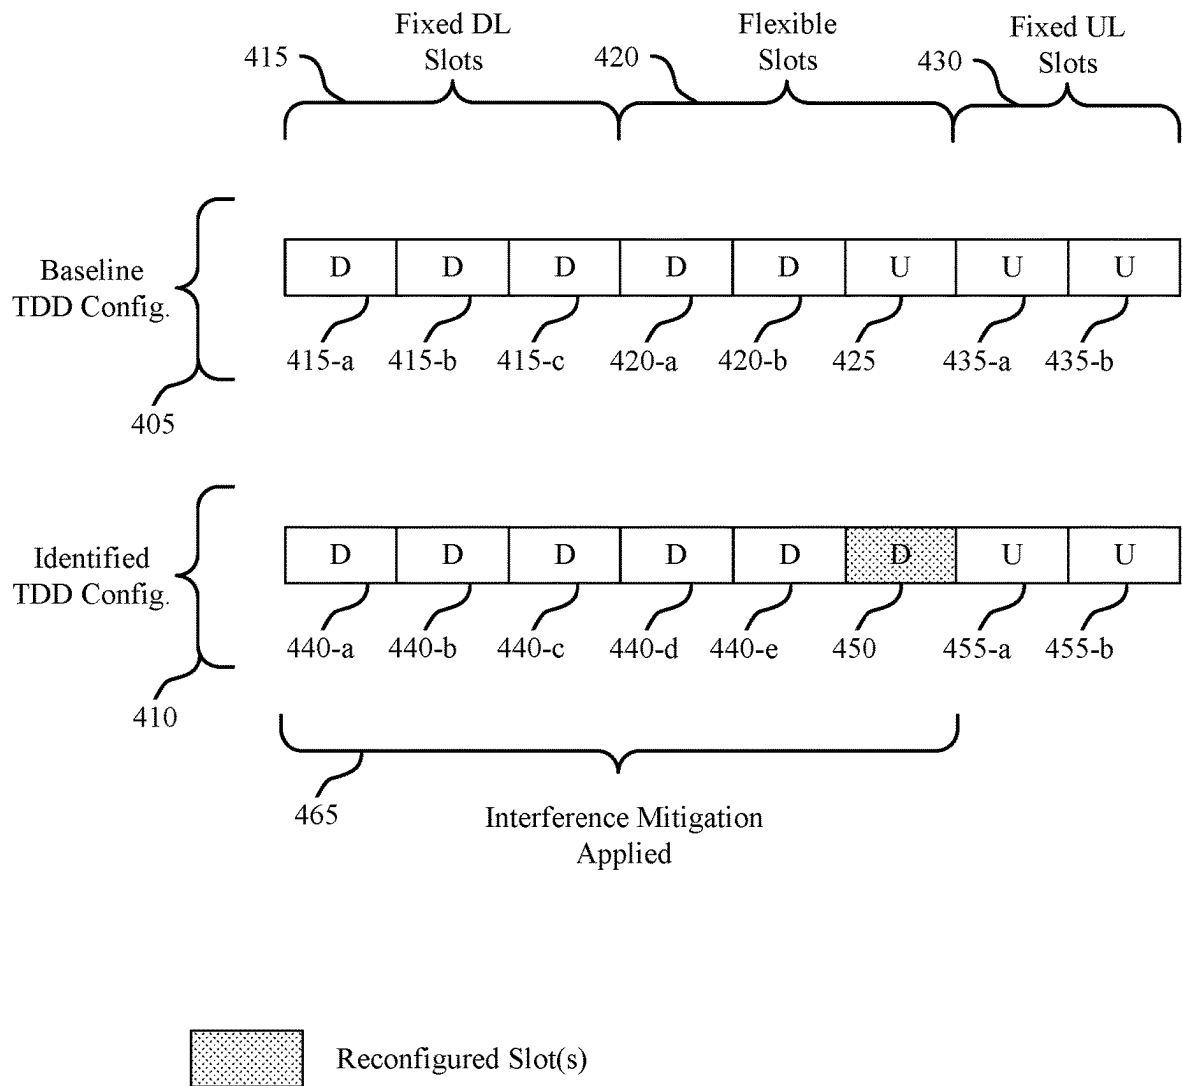 Fixed DL
Slots
Flexible
Slots
Fixed UL
Slots
415
420
430
Baseline
TDD Config.
D D D D D U U U
415-a 415-b 415-c 420-a 420-b 425 435-a 435-b
405
Identified
TDD Config.
D D D D D D U U
440-a 440-b 440-c 440-d 440-e 450 455-a 455-b
410
465
Interference Mitigation
Applied
Reconfigured Slot(s)